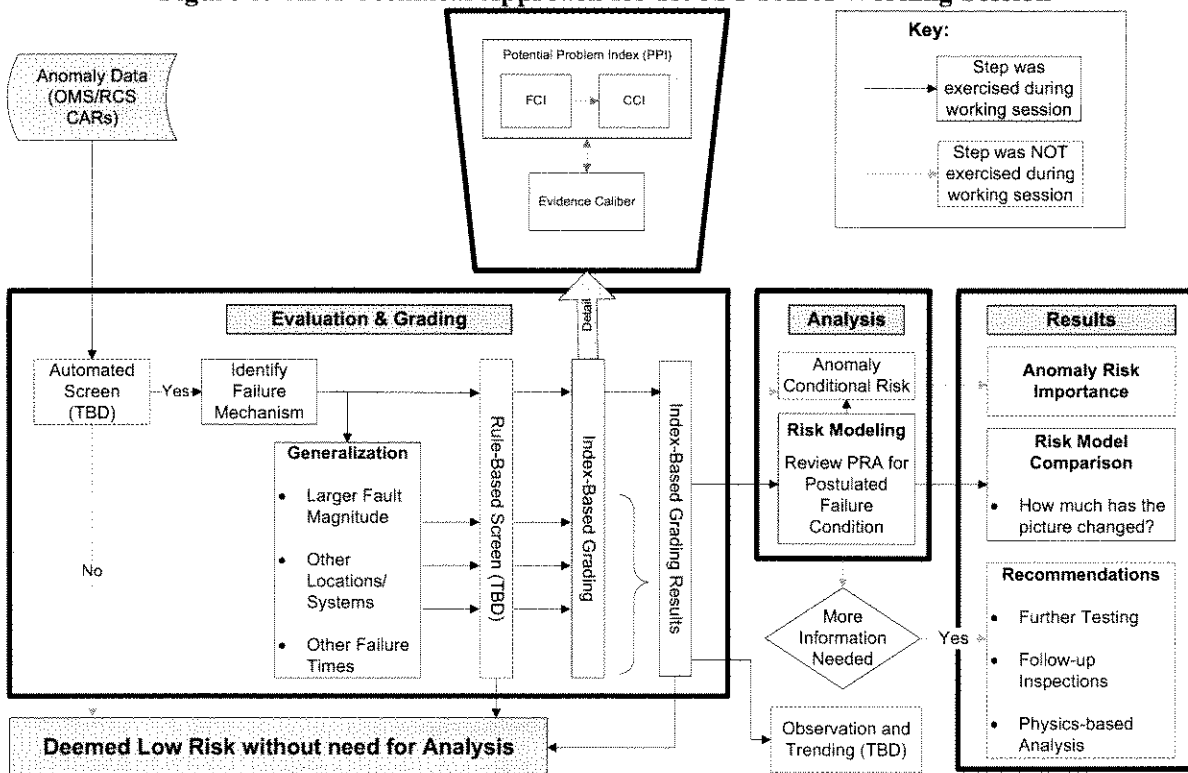 Anomaly Data
(OMS/RCS
CARs)
Potential Problem Index (PPI)
FCI
CCI
Evidence Caliber
Key:
Step was
exercised during
working session
Step was NOT
exercised during
working session
Detail
Evaluation & Grading
Automated
Screen
(TBD)
Yes
Identify
Failure
Mechanism
No
Generalization
• Larger Fault
Magnitude
• Other
Locations/
Systems
• Other Failure
Times
Rule-Based Screen (TBD)
Index-Based Grading
Index-Based Grading Results
Analysis
Anomaly
Conditional Risk
Risk Modeling
Review PRA for
Postulated
Failure
Condition
More
Information
Needed
Yes
Results
Anomaly Risk
Importance
Risk Model
Comparison
• How much has the
picture changed?
Recommendations
• Further Testing
• Follow-up
Inspections
• Physics-based
Analysis
Deemed Low Risk without need for Analysis
Observation and
Trending (TBD)